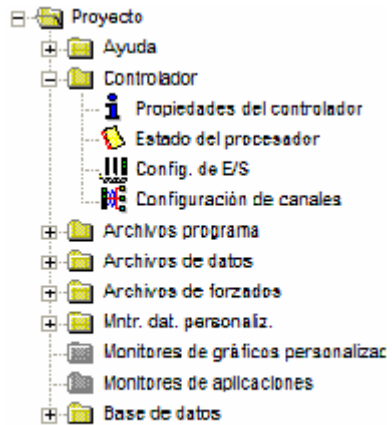 Proyecto
Ayuda
Controlador
Propiedades del controlador
Estado del procesador
Config. de E/S
Configuración de canales
Archivos programa
Archivos de datos
Archivos de forzados
Mntr. dat. personaliz.
Monitores de gráficos personalizac
Monitores de aplicaciones
Base de datos